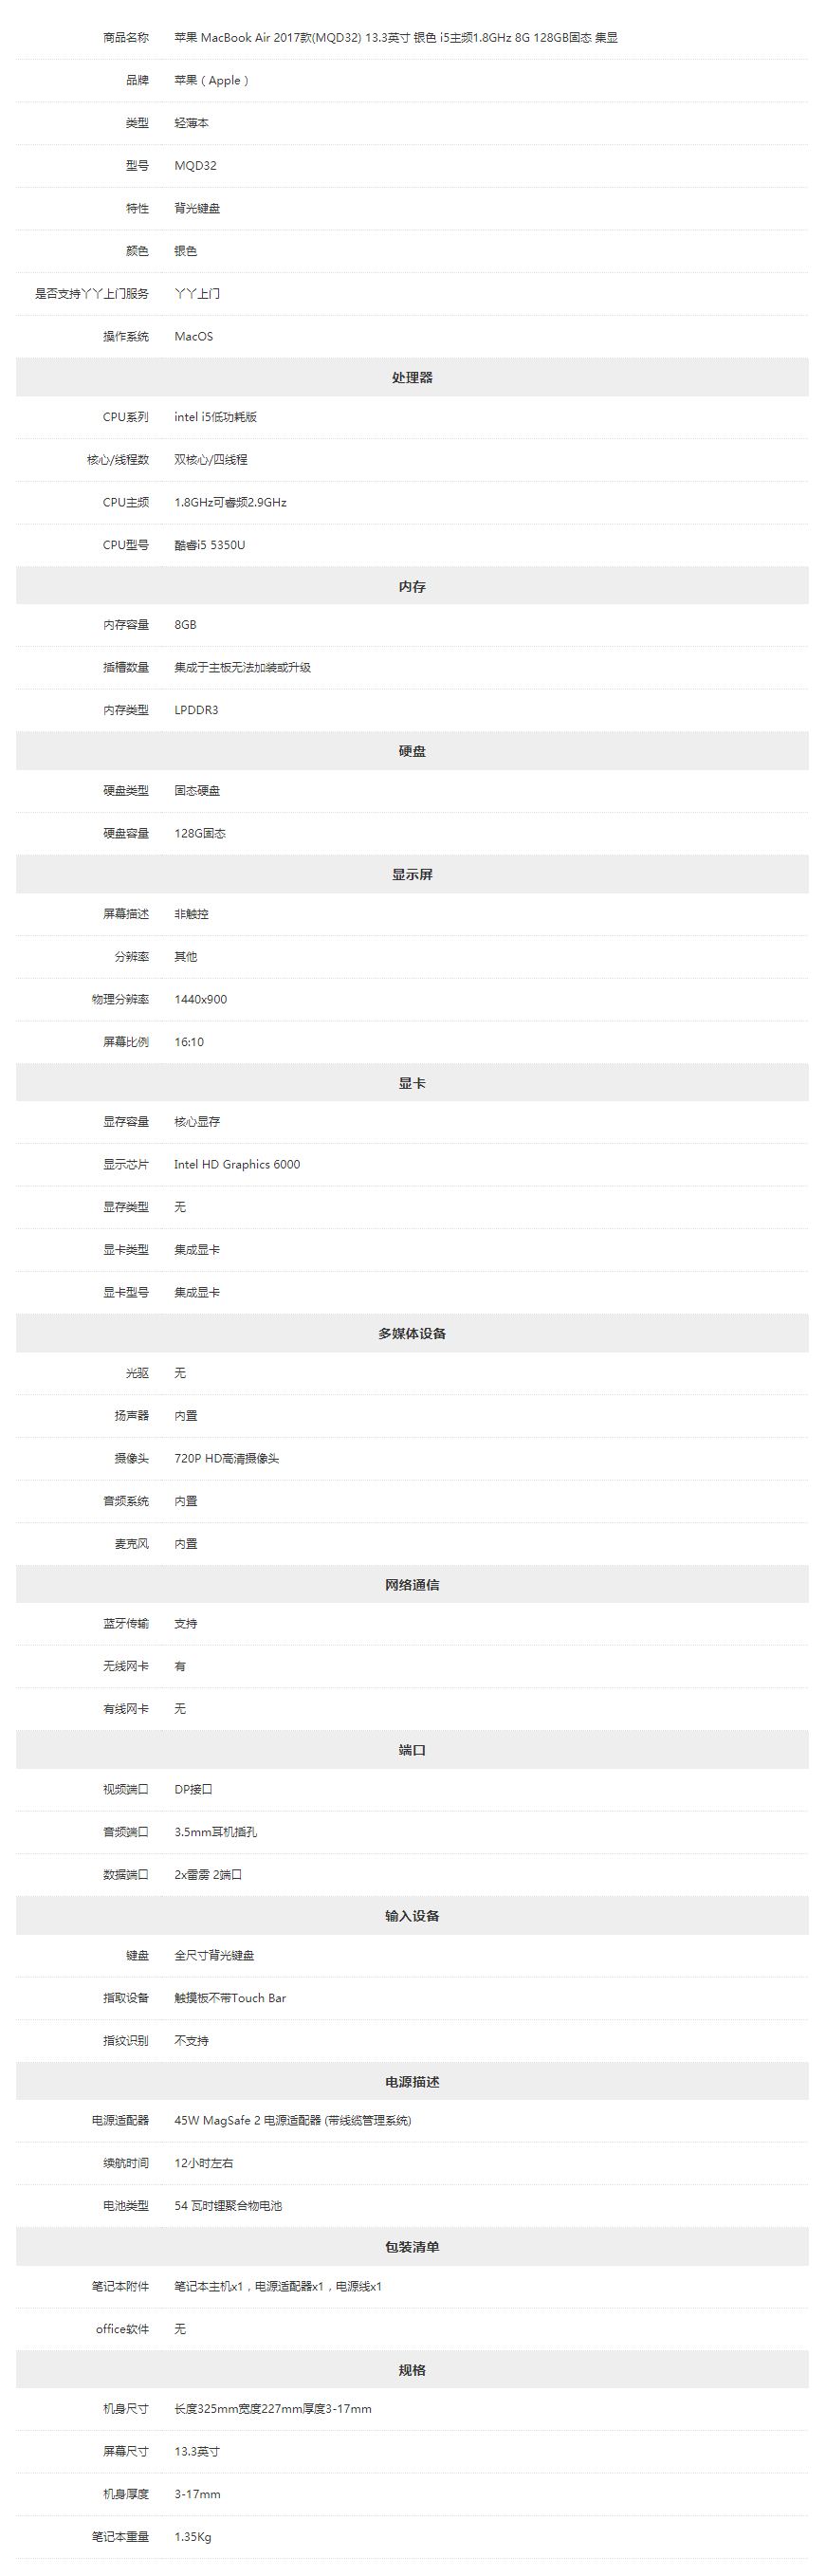 商品名称 苹果 MacBook Air 2017款(MQD32) 13.3英寸 银色 i5主频1.8GHz 8G 128GB固态 集显
品牌 苹果（Apple）
类型 轻薄本
型号 MQD32
特性 背光键盘
颜色 银色
是否支持丫丫上门服务 丫丫上门
操作系统 MacOS
处理器
CPU系列 intel i5低功耗版
核心/线程数 双核心/四线程
CPU主频 1.8GHz可睿频2.9GHz
CPU型号 酷睿i5 5350U
内存
内存容量 8GB
插槽数量 集成于主板无法加装或升级
内存类型 LPDDR3
硬盘
硬盘类型 固态硬盘
硬盘容量 128G固态
显示屏
屏幕描述 非触控
分辨率 其他
物理分辨率 1440x900
屏幕比例 16:10
显卡
显存容量 核心显存
显示芯片 Intel HD Graphics 6000
显存类型 无
显卡类型 集成显卡
显卡型号 集成显卡
多媒体设备
光驱 无
扬声器 内置
摄像头 720P HD高清摄像头
音频系统 内置
麦克风 内置
网络通信
蓝牙传输 支持
无线网卡 有
有线网卡 无
端口
视频端口 DP接口
音频端口 3.5mm耳机插孔
数据端口 2x雷雳 2端口
输入设备
键盘 全尺寸背光键盘
指取设备 触摸板不带Touch Bar
指纹识别 不支持
电源描述
电源适配器 45W MagSafe 2 电源适配器 (带线缆管理系统)
续航时间 12小时左右
电池类型 54 瓦时锂聚合物电池
包装清单
笔记本附件 笔记本主机x1，电源适配器x1，电源线x1
office软件 无
规格
机身尺寸 长度325mm宽度227mm厚度3-17mm
屏幕尺寸 13.3英寸
机身厚度 3-17mm
笔记本重量 1.35Kg